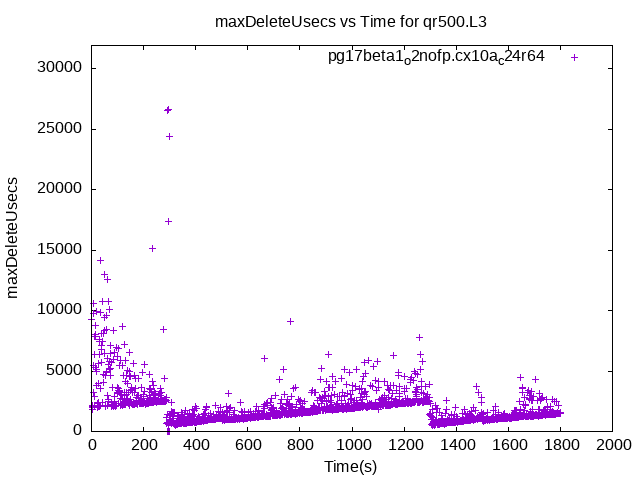 maxDeleteUsecs vs Time for qr500.L3
pg17beta1_o2nofp.cx10a_c24r64
30000
25000
20000
15000
10000
5000
0
maxDeleteUsecs
0 200 400 600 800 1000 1200 1400 1600 1800 2000
Time(s)